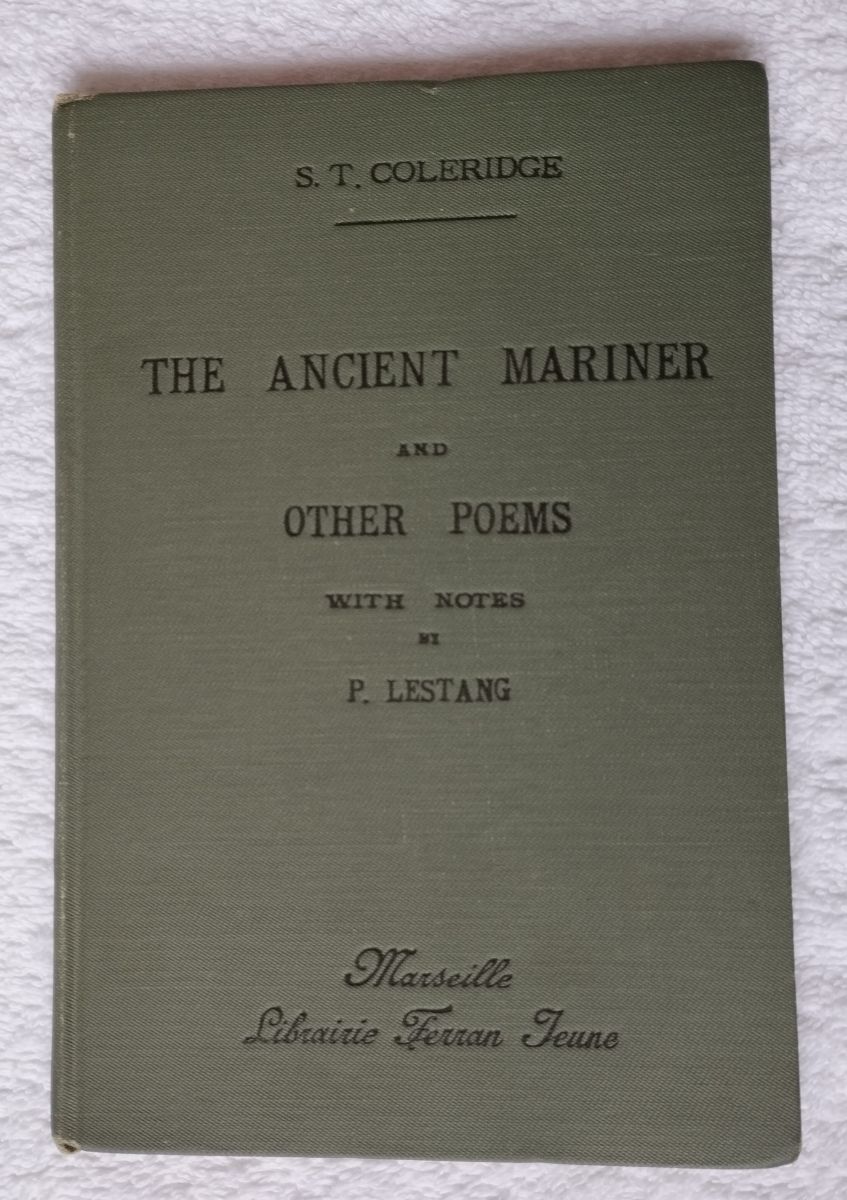 S. T. COLERIDGE
THE ANCIENT MARINER
AND
OTHER POEMS
WITH NOTES
BY
P. LESTANG
Marseille
Librairie Ferran Jeune